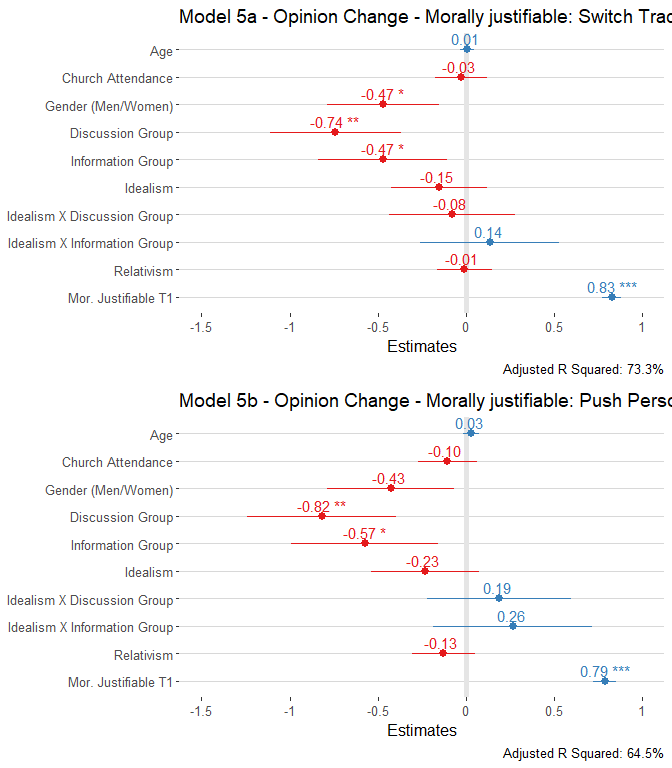 Model 5a - Opinion Change - Morally justifiable: Switch Trac
Age
0.01
Church Attendance
-0.03
Gender (Men/Women)
-0.47 *
Discussion Group
-0.74 **
Information Group
-0.47 *
Idealism
-0.15
Idealism X Discussion Group
-0.08
Idealism X Information Group
0.14
Relativism
-0.01
Mor. Justifiable T1
0.83 ***
-1.5 -1 -0.5 0 0.5 1
Estimates
Adjusted R Squared: 73.3%
Model 5b - Opinion Change - Morally justifiable: Push Perso
Age
0.03
Church Attendance
-0.10
Gender (Men/Women)
-0.43
Discussion Group
-0.82 **
Information Group
-0.57 *
Idealism
-0.23
Idealism X Discussion Group
0.19
Idealism X Information Group
0.26
Relativism
-0.13
Mor. Justifiable T1
0.79 ***
-1.5 -1 -0.5 0 0.5 1
Estimates
Adjusted R Squared: 64.5%